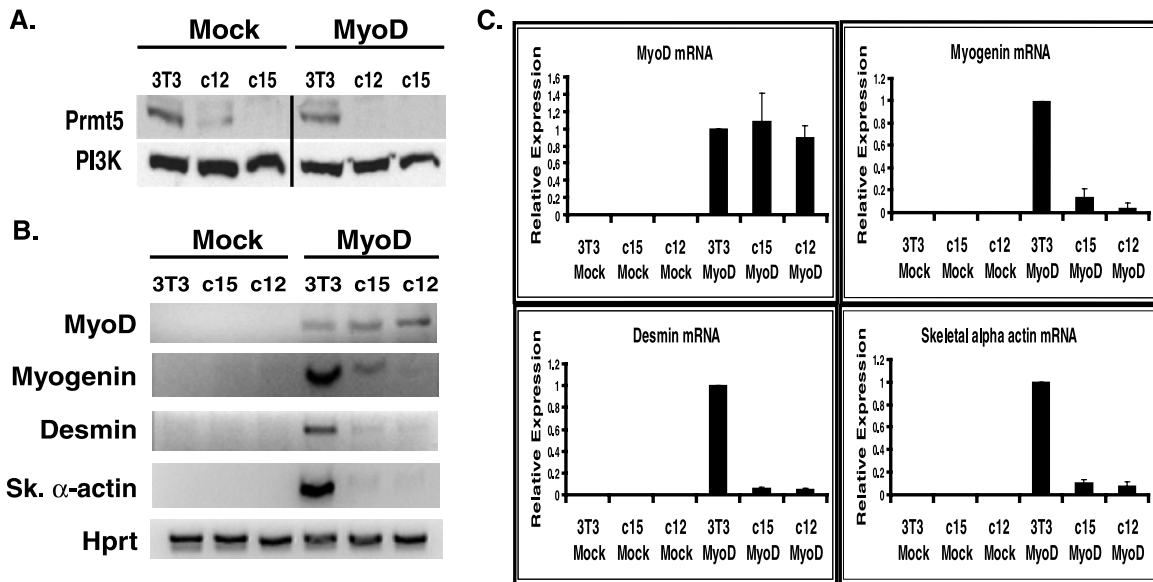 A.
Mock MyoD
3T3 c12 c15 3T3 c12 c15
Prmt5
PI3K
B.
Mock MyoD
3T3 c15 c12 3T3 c15 c12
MyoD
Myogenin
Desmin
Sk. α-actin
Hprt
C.
MyoD mRNA
Relative Expression
1.6
1.4
1.2
1.0
0.8
0.6
0.4
0.2
0
3T3 c15 c12 3T3 c15 c12
Mock Mock Mock MyoD MyoD MyoD
Myogenin mRNA
Relative Expression
1.2
1
0.8
0.6
0.4
0.2
0
3T3 c15 c12 3T3 c15 c12
Mock Mock Mock MyoD MyoD MyoD
Desmin mRNA
Relative Expression
1.2
1
0.8
0.6
0.4
0.2
0
3T3 c15 c12 3T3 c15 c12
Mock Mock Mock MyoD MyoD MyoD
Skeletal alpha actin mRNA
Relative Expression
1.2
1
0.8
0.6
0.4
0.2
0
3T3 c15 c12 3T3 c15 c12
Mock Mock Mock MyoD MyoD MyoD